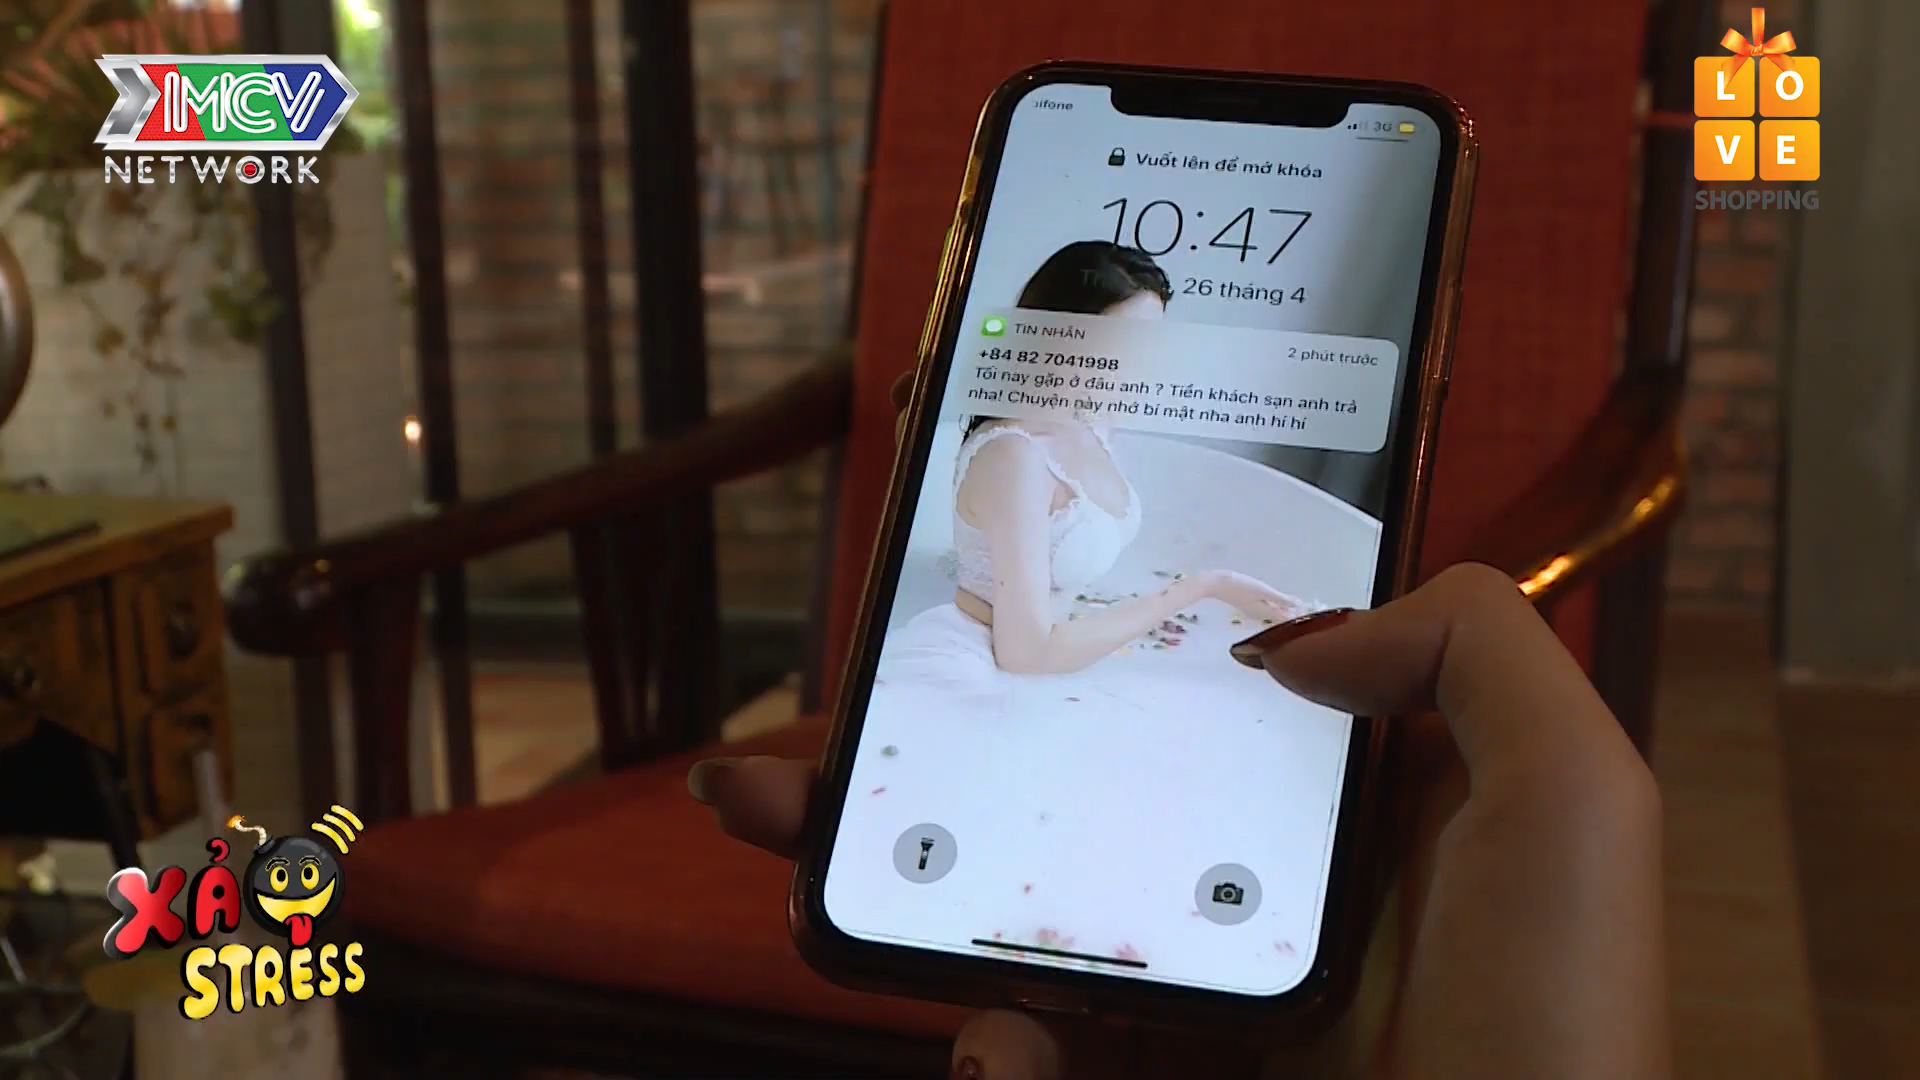 MCV
NETWORK
LO
VE
SHOPPING
ifone
3G
Vuốt lên để mở khóa
10:47
26 tháng 4
TIN NHẮN
2 phút trước
+84 82 7041998
Tối nay gặp ở đâu anh ? Tiền khách sạn anh trả
nha! Chuyện này nhớ bí mật nha anh hí hí
XẢ
STRESS